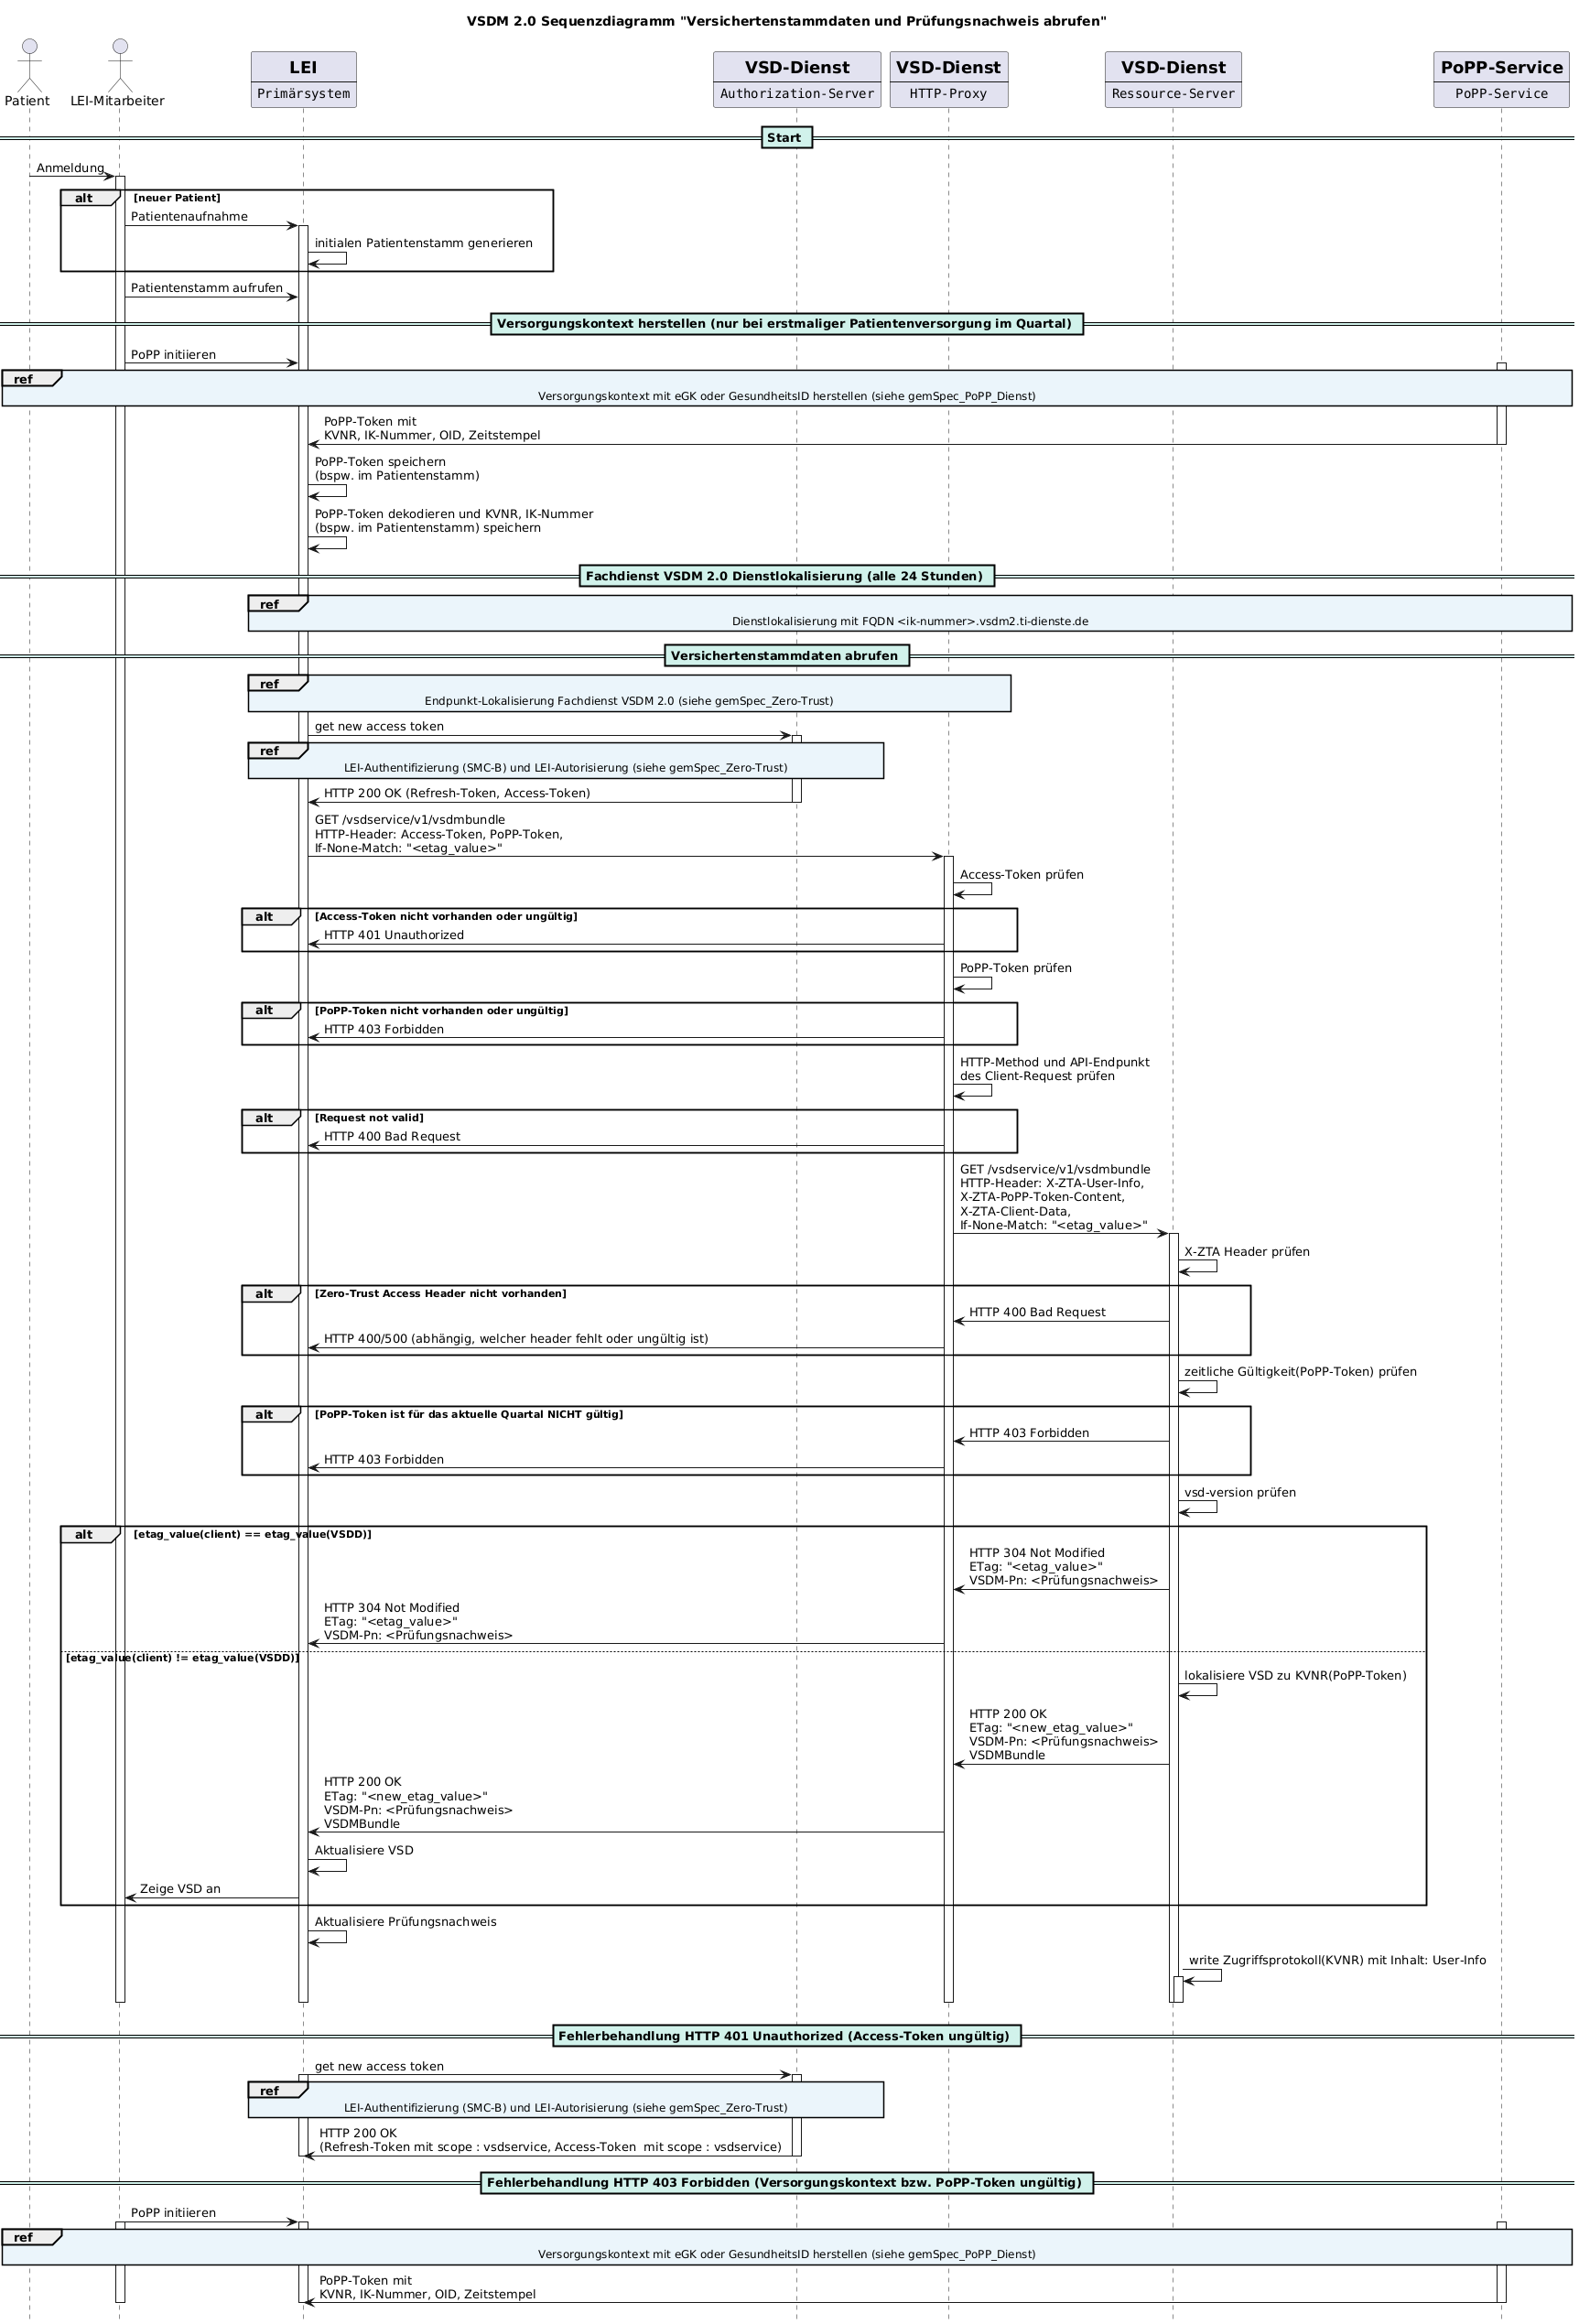 VSDM 2.0 Sequenzdiagramm "Versichertenstammdaten und Prüfungsnachweis abrufen"
Patient
LEI-Mitarbeiter
LEI
Primärsystem
VSD-Dienst
Authorization-Server
VSD-Dienst
HTTP-Proxy
VSD-Dienst
Ressource-Server
PoPP-Service
PoPP-Service
Start
Anmeldung
alt
[neuer Patient]
Patientenaufnahme
initialen Patientenstamm generieren
Patientenstamm aufrufen
Versorgungskontext herstellen (nur bei erstmaliger Patientenversorgung im Quartal)
PoPP initiieren
ref
Versorgungskontext mit eGK oder GesundheitsID herstellen (siehe gemSpec_PoPP_Dienst)
PoPP-Token mit
KVNR, IK-Nummer, OID, Zeitstempel
PoPP-Token speichern
(bspw. im Patientenstamm)
PoPP-Token dekodieren und KVNR, IK-Nummer
(bspw. im Patientenstamm) speichern
Fachdienst VSDM 2.0 Dienstlokalisierung (alle 24 Stunden)
ref
Dienstlokalisierung mit FQDN <ik-nummer>.vsdm2.ti-dienste.de
Versichertenstammdaten abrufen
ref
Endpunkt-Lokalisierung Fachdienst VSDM 2.0 (siehe gemSpec_Zero-Trust)
get new access token
ref
LEI-Authentifizierung (SMC-B) und LEI-Autorisierung (siehe gemSpec_Zero-Trust)
HTTP 200 OK (Refresh-Token, Access-Token)
GET /vsdservice/v1/vsdmbundle
HTTP-Header: Access-Token, PoPP-Token,
If-None-Match: "<etag_value>"
Access-Token prüfen
alt
[Access-Token nicht vorhanden oder ungültig]
HTTP 401 Unauthorized
PoPP-Token prüfen
alt
[PoPP-Token nicht vorhanden oder ungültig]
HTTP 403 Forbidden
HTTP-Method und API-Endpunkt
des Client-Request prüfen
alt
[Request not valid]
HTTP 400 Bad Request
GET /vsdservice/v1/vsdmbundle
HTTP-Header: X-ZTA-User-Info,
X-ZTA-PoPP-Token-Content,
X-ZTA-Client-Data,
If-None-Match: "<etag_value>"
X-ZTA Header prüfen
alt
[Zero-Trust Access Header nicht vorhanden]
HTTP 400 Bad Request
HTTP 400/500 (abhängig, welcher header fehlt oder ungültig ist)
zeitliche Gültigkeit(PoPP-Token) prüfen
alt
[PoPP-Token ist für das aktuelle Quartal NICHT gültig]
HTTP 403 Forbidden
HTTP 403 Forbidden
vsd-version prüfen
alt
[etag_value(client) == etag_value(VSDD)]
HTTP 304 Not Modified
ETag: "<etag_value>"
VSDM-Pn: <Prüfungsnachweis>
HTTP 304 Not Modified
ETag: "<etag_value>"
VSDM-Pn: <Prüfungsnachweis>
[etag_value(client) != etag_value(VSDD)]
lokalisiere VSD zu KVNR(PoPP-Token)
HTTP 200 OK
ETag: "<new_etag_value>"
VSDM-Pn: <Prüfungsnachweis>
VSDMBundle
HTTP 200 OK
ETag: "<new_etag_value>"
VSDM-Pn: <Prüfungsnachweis>
VSDMBundle
Aktualisiere VSD
Zeige VSD an
Aktualisiere Prüfungsnachweis
write Zugriffsprotokoll(KVNR) mit Inhalt: User-Info
Fehlerbehandlung HTTP 401 Unauthorized (Access-Token ungültig)
get new access token
ref
LEI-Authentifizierung (SMC-B) und LEI-Autorisierung (siehe gemSpec_Zero-Trust)
HTTP 200 OK
(Refresh-Token mit scope : vsdservice, Access-Token  mit scope : vsdservice)
Fehlerbehandlung HTTP 403 Forbidden (Versorgungskontext bzw. PoPP-Token ungültig)
PoPP initiieren
ref
Versorgungskontext mit eGK oder GesundheitsID herstellen (siehe gemSpec_PoPP_Dienst)
PoPP-Token mit
KVNR, IK-Nummer, OID, Zeitstempel